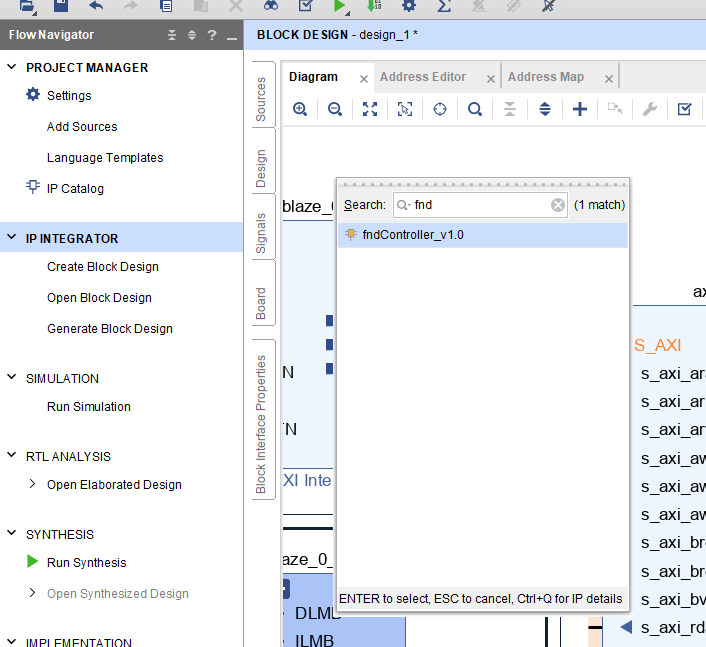 Flow Navigator
?
PROJECT MANAGER
Settings
Add Sources
Language Templates
IP Catalog
IP INTEGRATOR
Create Block Design
Open Block Design
Generate Block Design
SIMULATION
Run Simulation
RTL ANALYSIS
Open Elaborated Design
SYNTHESIS
Run Synthesis
Open Synthesized Design
IMPLEMENTATION
BLOCK DESIGN - design_1 *
Sources
Design
Signals
Board
Block Interface Properties
Diagram
Address Editor
Address Map
blaze_
N
N
XI Inte
aze_0_
DLMB
ILMB
Search: fnd (1 match)
fndController_v1.0
ENTER to select, ESC to cancel, Ctrl+Q for IP details
ax
S_AXI
s_axi_ar
s_axi_ar
s_axi_ar
s_axi_aw
s_axi_aw
s_axi_aw
s_axi_br
s_axi_br
s_axi_bv
s_axi_rd